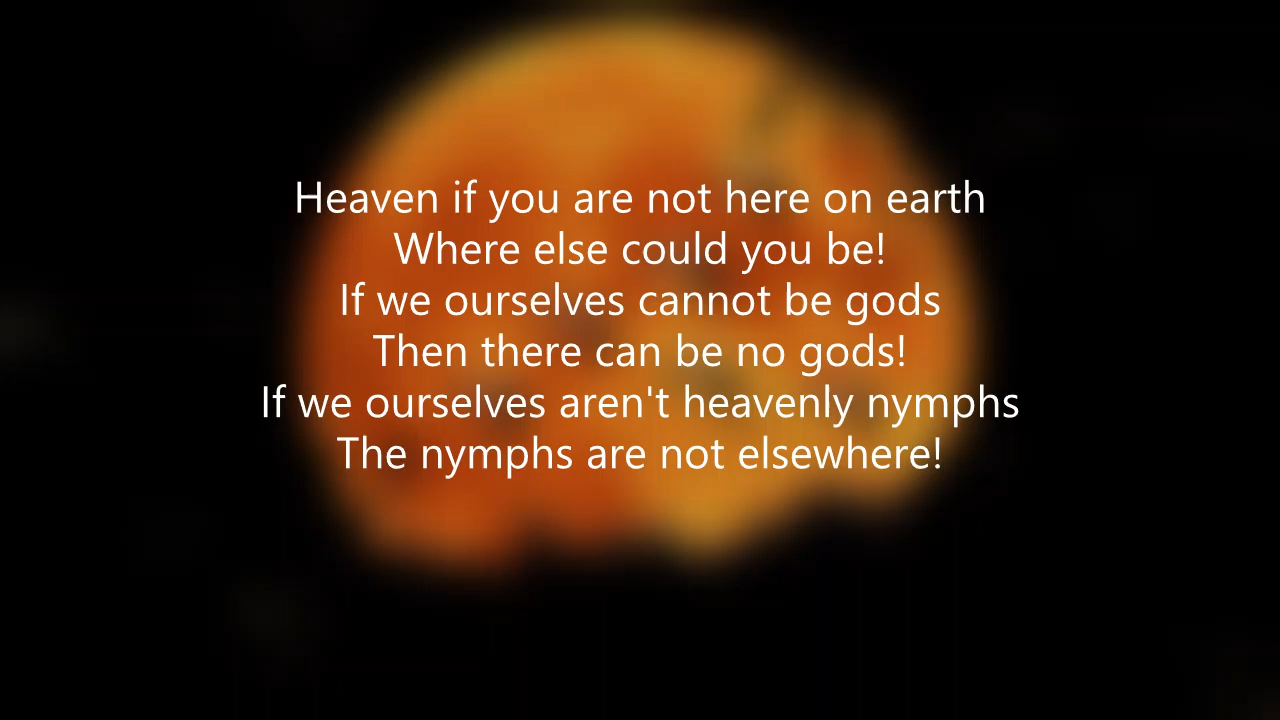 Heaven if you are not here on earth
Where else could you be!
If we ourselves cannot be gods
Then there can be no gods!
If we ourselves aren't heavenly nymphs
The nymphs are not elsewhere!